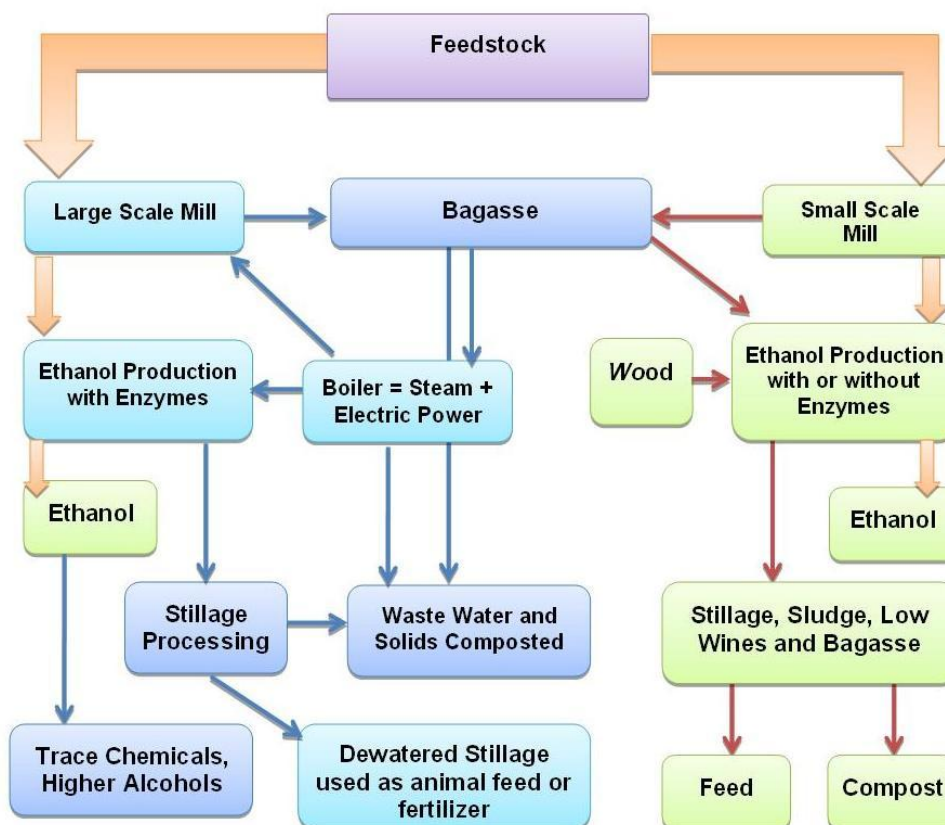 Feedstock
Large Scale Mill
Bagasse
Small Scale
Mill
Ethanol Production
with Enzymes
Boiler = Steam +
Electric Power
Wood
Ethanol Production
with or without
Enzymes
Ethanol
Ethanol
Stillage
Processing
Waste Water and
Solids Composted
Stillage, Sludge, Low
Wines and Bagasse
Trace Chemicals,
Higher Alcohols
Dewatered Stillage
used as animal feed or
fertilizer
Feed
Compost